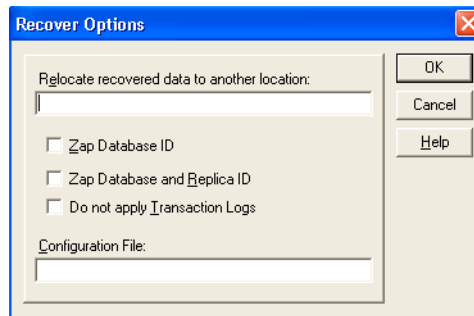 Recover Options
Relocate recovered data to another location:
OK
Cancel
Help
Zap Database ID
Zap Database and Replica ID
Do not apply Transaction Logs
Configuration File: